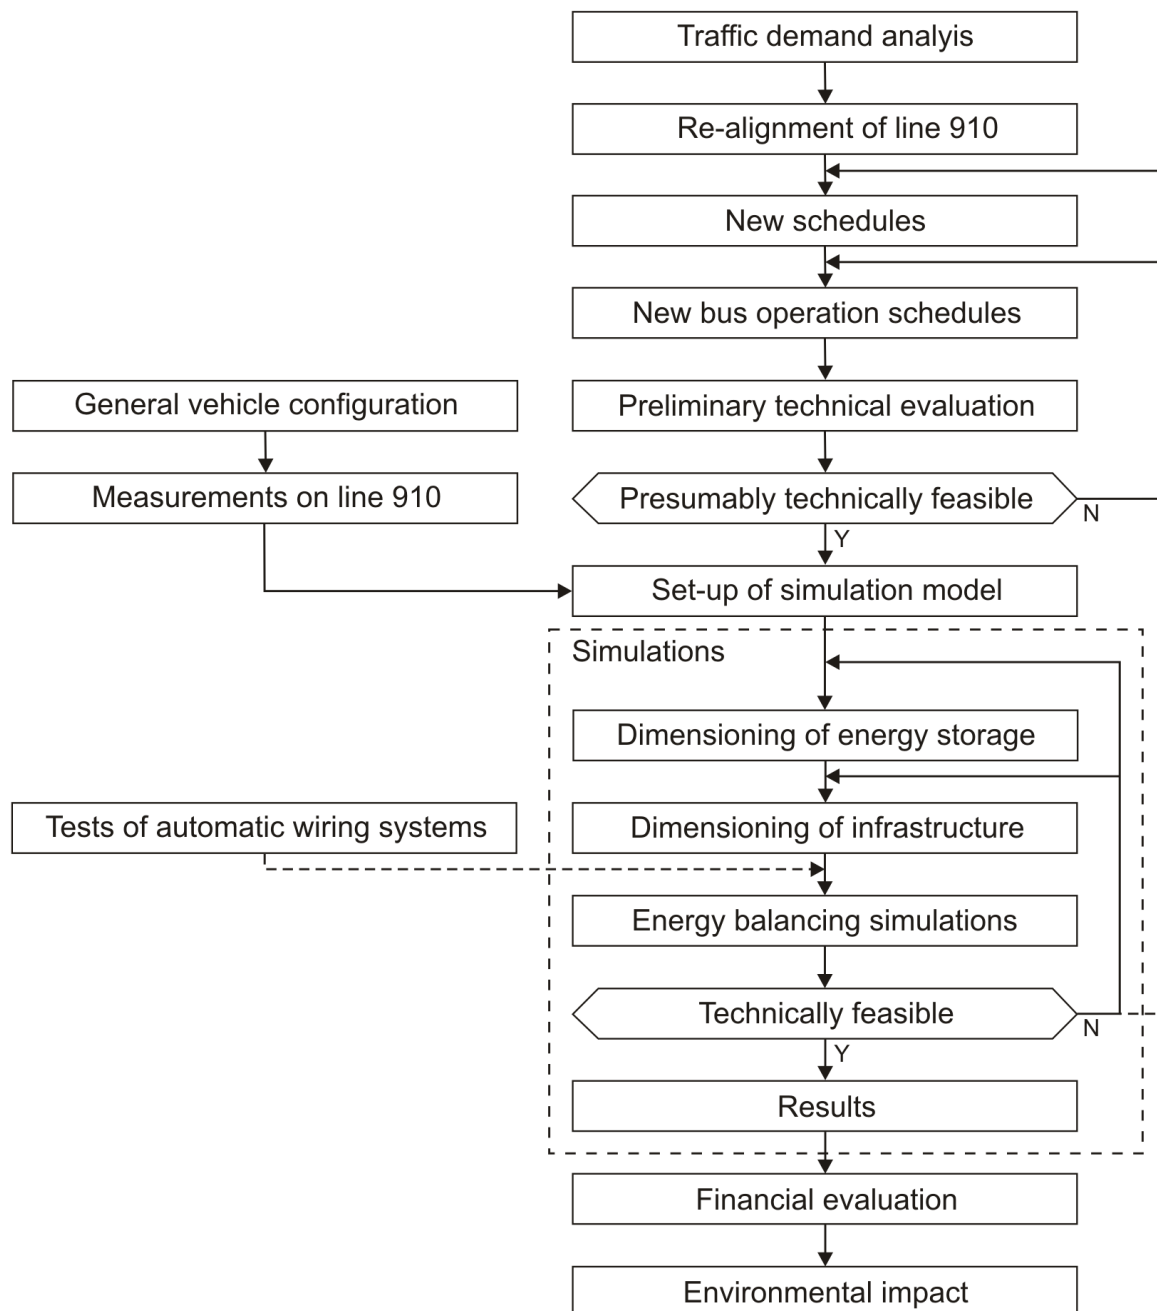 Traffic demand analyis
Re-alignment of line 910
New schedules
New bus operation schedules
General vehicle configuration
Preliminary technical evaluation
Measurements on line 910
Presumably technically feasible
N
Y
Set-up of simulation model
Simulations
Dimensioning of energy storage
Tests of automatic wiring systems
Dimensioning of infrastructure
Energy balancing simulations
Technically feasible
N
Y
Results
Financial evaluation
Environmental impact